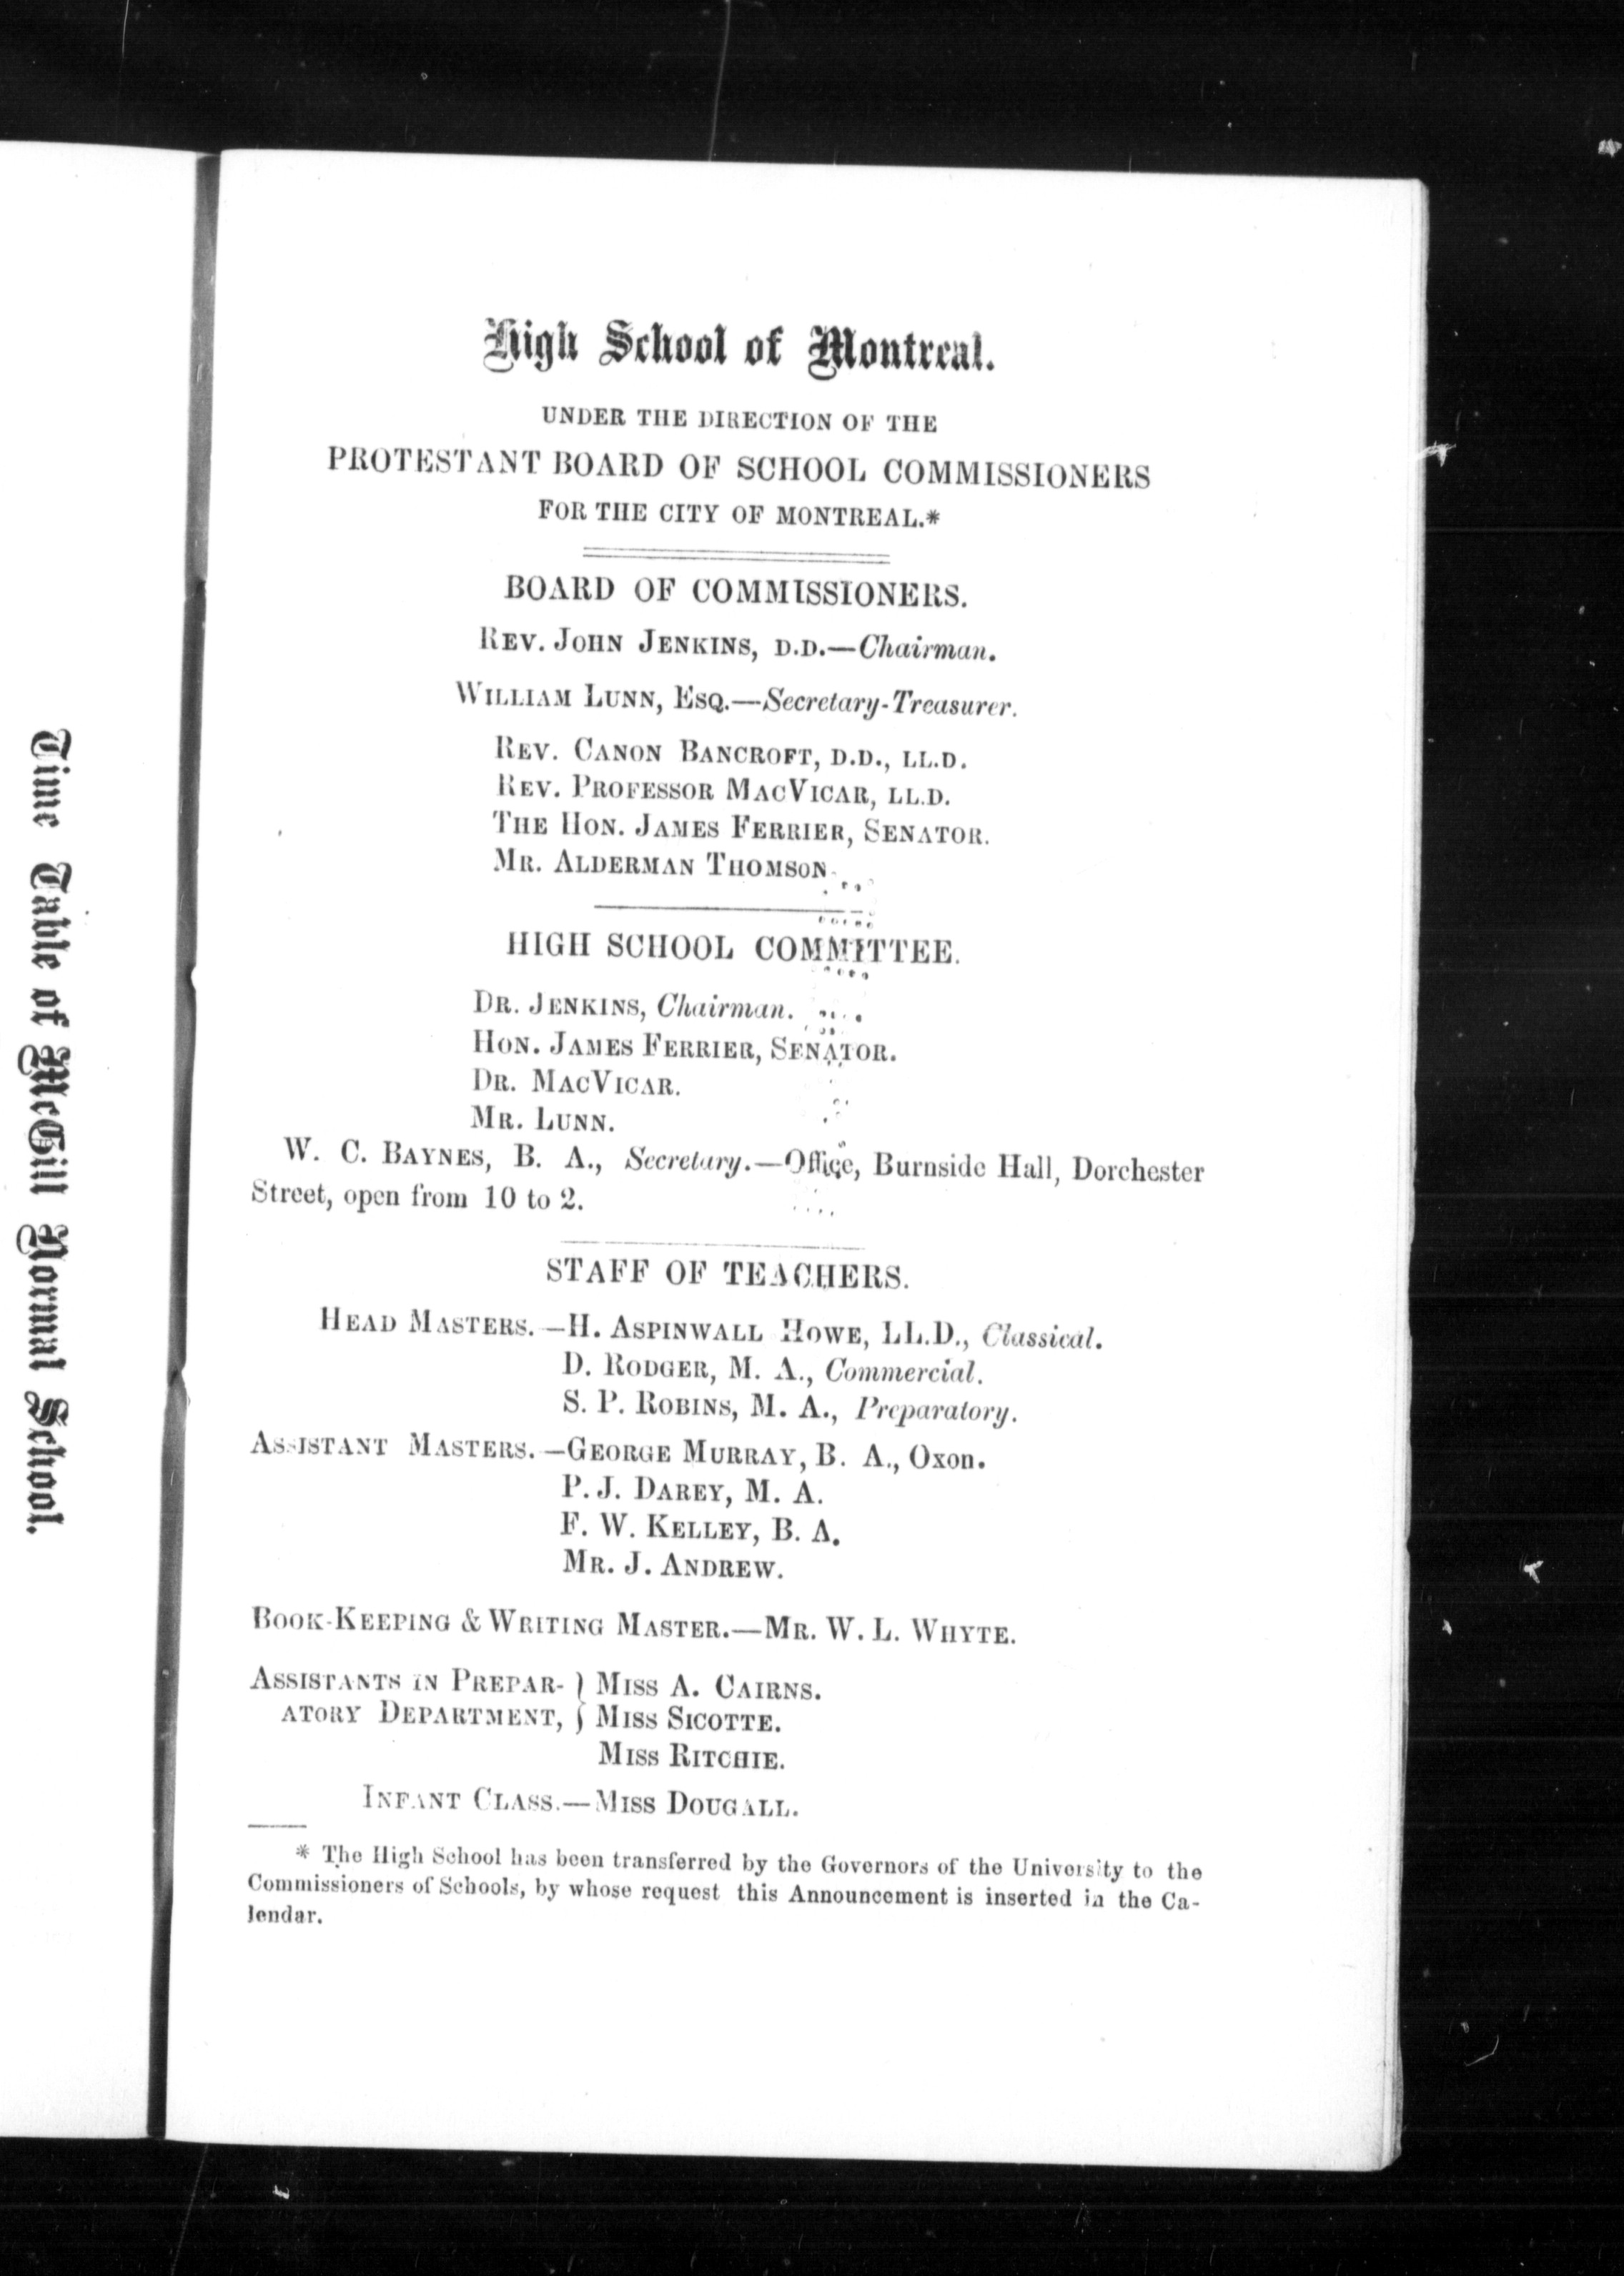 Time Table of McGill Normal School.
High School of Montreal.
UNDER THE DIRECTION OF THE
PROTESTANT BOARD OF SCHOOL COMMISSIONERS
FOR THE CITY OF MONTREAL.*
BOARD OF COMMISSIONERS.
REV. JOHN JENKINS, D.D.—Chairman.
WILLIAM LUNN, ESQ.—Secretary-Treasurer.
REV. CANON BANCROFT, D.D., LL.D.
REV. PROFESSOR MACVICAR, LL.D.
THE HON. JAMES FERRIER, SENATOR.
MR. ALDERMAN THOMSON
HIGH SCHOOL COMMITTEE.
DR. JENKINS, Chairman.
HON. JAMES FERRIER, SENATOR.
DR. MACVICAR.
MR. LUNN.
W. C. BAYNES, B. A., Secretary.—Office, Burnside Hall, Dorchester
Street, open from 10 to 2.
STAFF OF TEACHERS.
HEAD MASTERS.—H. ASPINWALL HOWE, LL.D., Classical.
D. RODGER, M. A., Commercial.
S. P. ROBINS, M. A., Preparatory.
ASSISTANT MASTERS.—GEORGE MURRAY, B. A., Oxon.
P. J. DAREY, M. A.
F. W. KELLEY, B. A.
MR. J. ANDREW.
BOOK-KEEPING & WRITING MASTER.—MR. W. L. WHYTE.
ASSISTANTS IN PREPAR- } MISS A. CAIRNS.
ATORY DEPARTMENT, } MISS SICOTTE.
MISS RITCHIE.
INFANT CLASS.—MISS DOUGALL.
* The High School has been transferred by the Governors of the University to the
Commissioners of Schools, by whose request this Announcement is inserted in the Ca-
lendar.